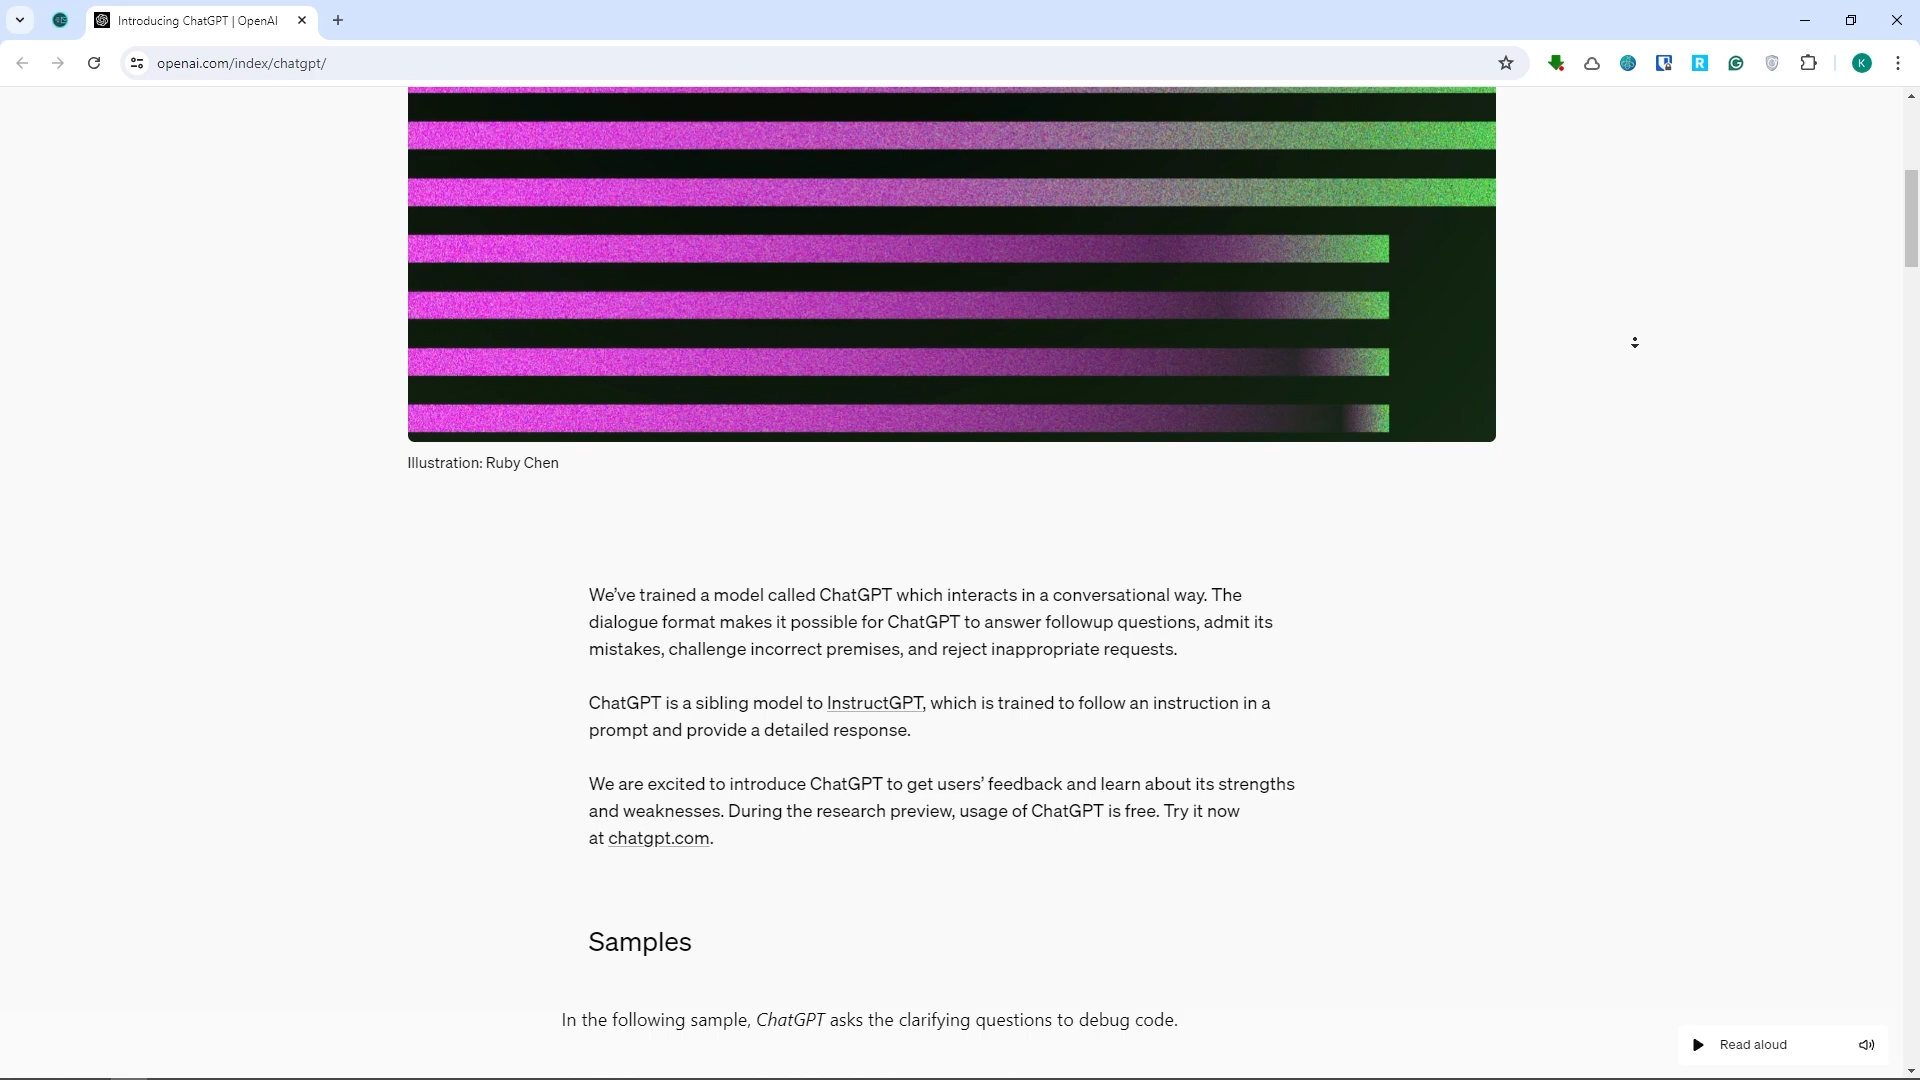 Introducing ChatGPT | OpenAI
openai.com/index/chatgpt/
R
K
Illustration: Ruby Chen
We’ve trained a model called ChatGPT which interacts in a conversational way. The
dialogue format makes it possible for ChatGPT to answer followup questions, admit its
mistakes, challenge incorrect premises, and reject inappropriate requests.
ChatGPT is a sibling model to InstructGPT, which is trained to follow an instruction in a
prompt and provide a detailed response.
We are excited to introduce ChatGPT to get users’ feedback and learn about its strengths
and weaknesses. During the research preview, usage of ChatGPT is free. Try it now
at chatgpt.com.
Samples
In the following sample, ChatGPT asks the clarifying questions to debug code.
Read aloud